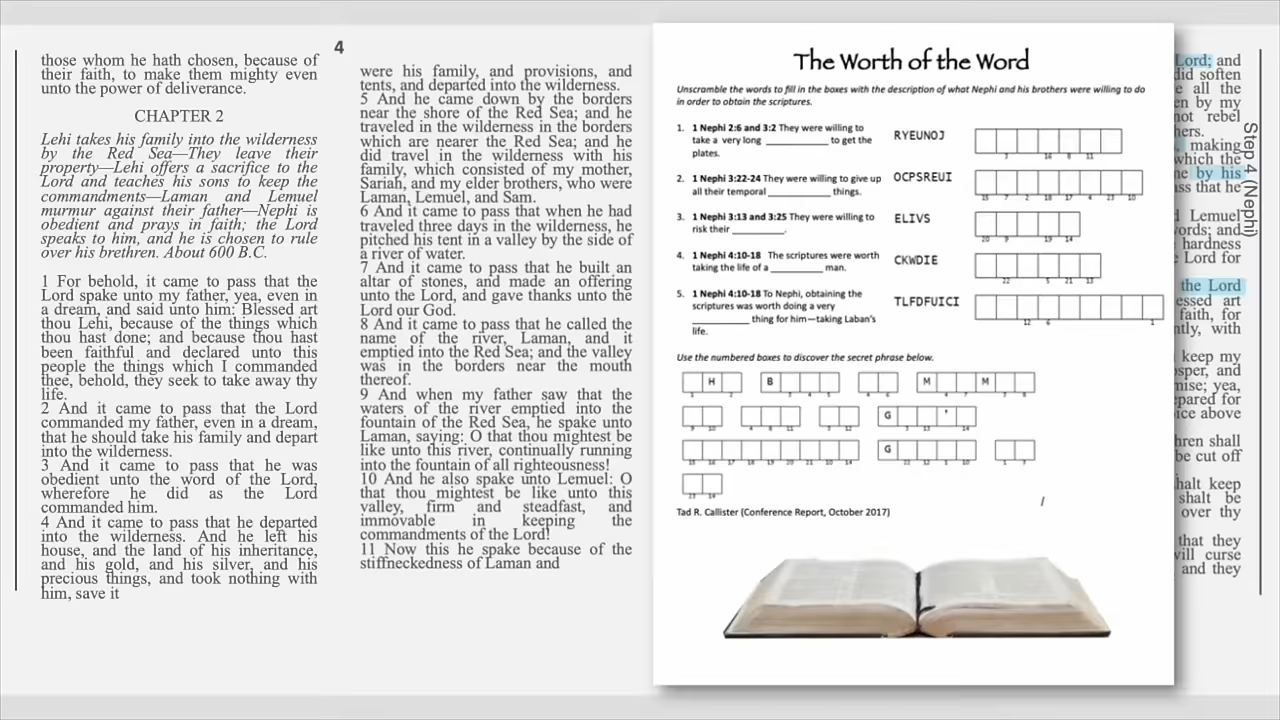 4
those whom he hath chosen, because of
their faith, to make them mighty even
unto the power of deliverance.
CHAPTER 2
Lehi takes his family into the wilderness
by the Red Sea—They leave their
property—Lehi offers a sacrifice to the
Lord and teaches his sons to keep the
commandments—Laman and Lemuel
murmur against their father—Nephi is
obedient and prays in faith; the Lord
speaks to him, and he is chosen to rule
over his brethren. About 600 B.C.
1 For behold, it came to pass that the
Lord spake unto my father, yea, even in
a weam, and said unto him: Blessed art
thou Lehi, because of the things which
thou hast done; and because thou hast
been faithful and declared unto this
people the things which I commanded
thee, behold, they seek to take away thy
life.
2 And it came to pass that the Lord
commanded my father, even in a dream,
that he should take his family and depart
into the wilderness.
3 And it came to pass that he was
obedient unto the word of the Lord,
wherefore he did as the Lord
commanded him.
4 And it came to pass that he departed
into the wilderness. And he left his
house, and the land of his inheritance,
and his gold, and his silver, and his
precious things, and took nothing with
him, save it
were his family, and provisions, and
tents, and departed into the wilderness.
5 And he came down by the borders
near the shore of the Red Sea; and he
traveled in the wilderness in the borders
which are nearer the Red Sea; and he
did travel in the wilderness with his
family, which consisted of my mother,
Sariah, and my elder brothers, who were
Laman, Lemuel, and Sam.
6 And it came to pass that when he had
traveled three days in the wilderness, he
pitched his tent in a valley by the side of
a river of water.
7 And it came to pass that he built an
altar of stones, and made an offering
unto the Lord, and gave thanks unto the
Lord our God.
8 And it came to pass that he called the
name of the river, Laman, and it
emptied into the Red Sea; and the valley
was in the borders near the mouth
thereof.
9 And when my father saw that the
waters of the river emptied into the
fountain of the Red Sea, he spake unto
Laman, saying: O that thou mightest be
like unto this river, continually running
into the fountain of all righteousness!
10 And he also spake unto Lemuel: O
that thou mightest be like unto this
valley, firm and steadfast, and
immovable in keeping the
commandments of the Lord!
11 Now this he spake because of the
stiffneckedness of Laman and
The Worth of the Word
Unscramble the words to fill in the boxes with the description of what Nephi and his brothers were willing to do
in order to obtain the scriptures.
1. 1 Nephi 2:6 and 3:2 They were willing to
take a very long ____________ to get the
plates.
RYEUNOJ
2. 1 Nephi 3:22-24 They were willing to give up
all their temporal ____________ things.
OCPSREUI
3. 1 Nephi 3:13 and 3:25 They were willing to
risk their __________.
ELIVS
4. 1 Nephi 4:10-18 The scriptures were worth
taking the life of a __________ man.
CKWDIE
5. 1 Nephi 4:10-18 To Nephi, obtaining the
scriptures was worth doing a very
___________ thing for him—taking Laban's
life.
TLFDFUICI
Use the numbered boxes to discover the secret phrase below.
H B M M
G '
G
Tad R. Callister (Conference Report, October 2017)
Lord; and
did soften
all the
en by my
not rebel
hers.
making
which the
by his
ss that he
Lemuel
ords; and
hardness
Lord for
the Lord
essed art
faith, for
ntly, with
keep my
sper, and
mise; yea,
epared for
ice above
hren shall
be cut off
halt keep
shalt be
over thy
that they
will curse
and they
Step 4 (Nephi)